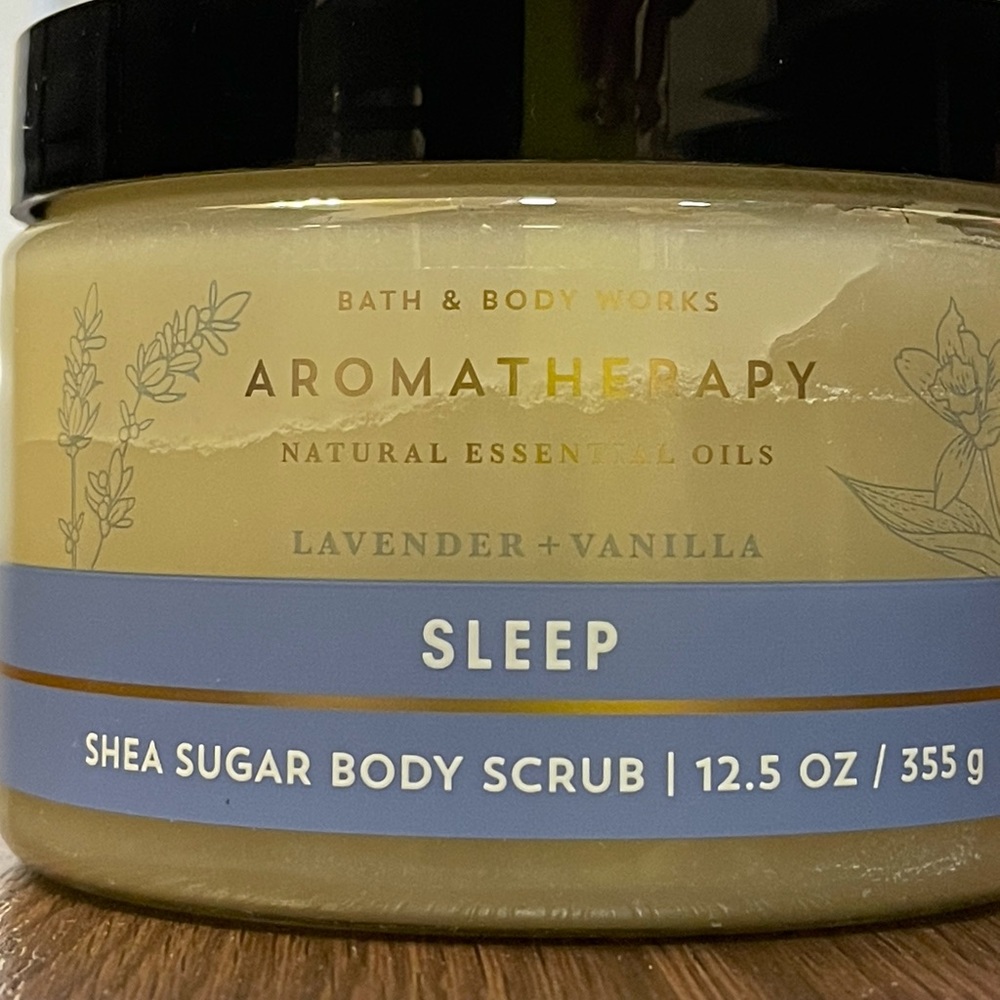 BATH & BODY WORKS
AROMATHERAPY
NATURAL ESSENTIAL OILS
LAVENDER + VANILLA
SLEEP
SHEA SUGAR BODY SCRUB | 12.5 OZ / 355 g